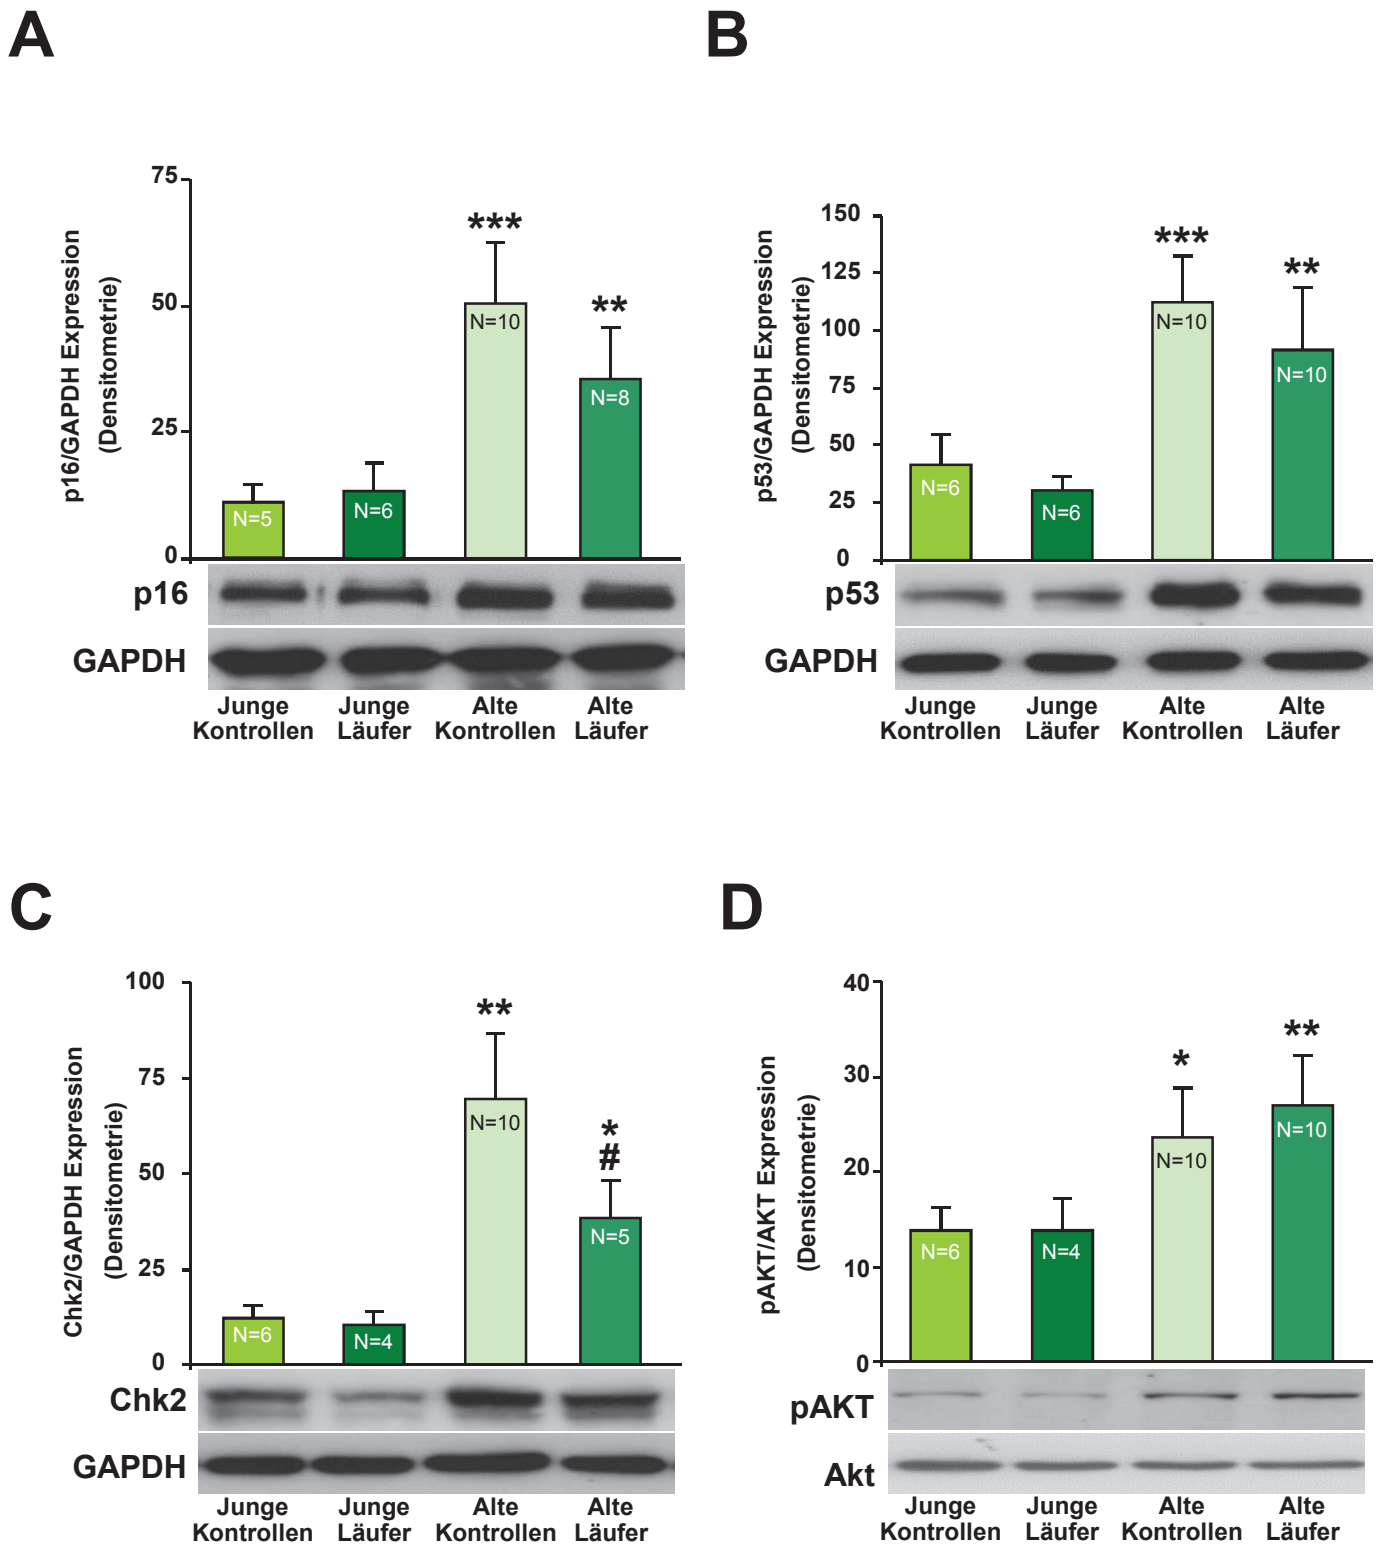 A
75
50
25
0
p16/GAPDH Expression
(Densitometrie)
***
**
N=5
N=6
N=10
N=8
p16
GAPDH
Junge Kontrollen
Junge Läufer
Alte Kontrollen
Alte Läufer
B
150
125
100
75
50
25
0
p53/GAPDH Expression
(Densitometrie)
***
**
N=6
N=6
N=10
N=10
p53
GAPDH
Junge Kontrollen
Junge Läufer
Alte Kontrollen
Alte Läufer
C
100
75
50
25
0
Chk2/GAPDH Expression
(Densitometrie)
**
*
#
N=6
N=4
N=10
N=5
Chk2
GAPDH
Junge Kontrollen
Junge Läufer
Alte Kontrollen
Alte Läufer
D
40
30
20
10
0
pAKT/AKT Expression
(Densitometrie)
*
**
N=6
N=4
N=10
N=10
pAKT
Akt
Junge Kontrollen
Junge Läufer
Alte Kontrollen
Alte Läufer